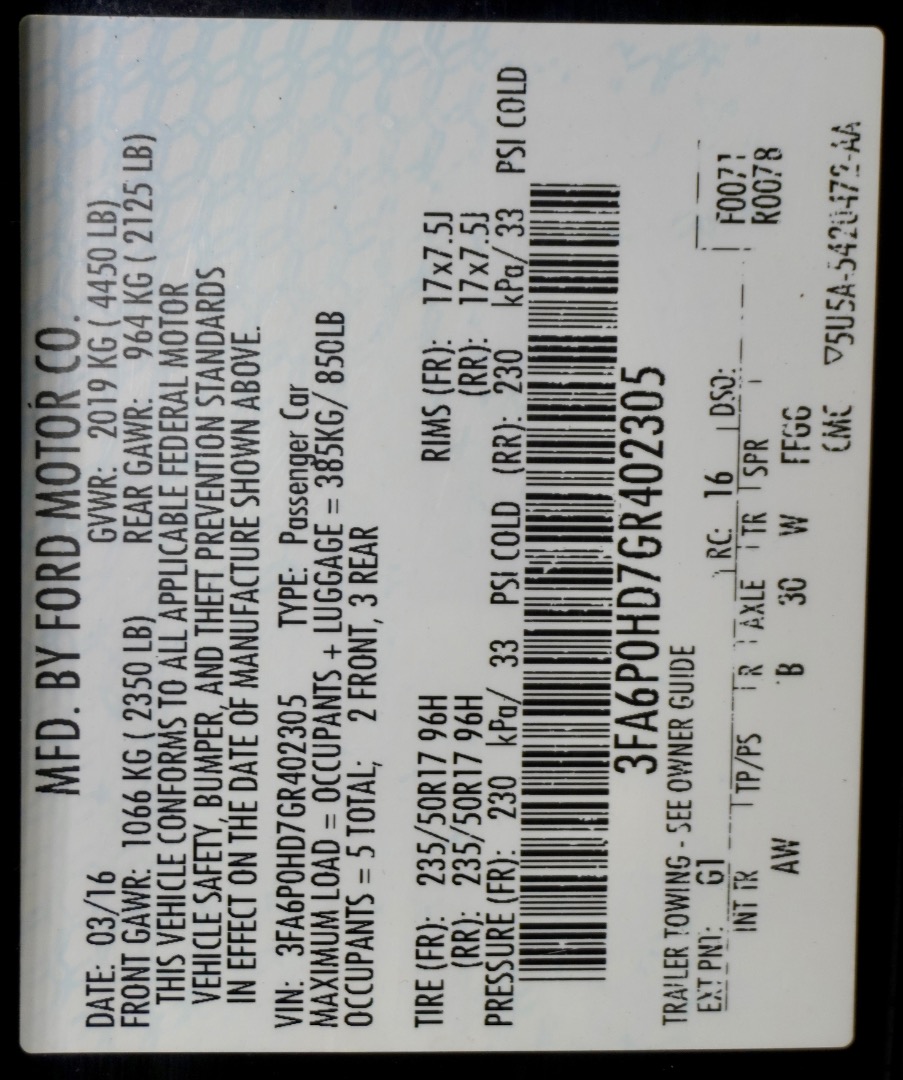 MFD. BY FORD MOTOR CO.
DATE: 03/16 GVWR: 2019 KG ( 4450 LB)
FRONT GAWR: 1066 KG ( 2350 LB) REAR GAWR: 964 KG ( 2125 LB)
THIS VEHICLE CONFORMS TO ALL APPLICABLE FEDERAL MOTOR
VEHICLE SAFETY, BUMPER, AND THEFT PREVENTION STANDARDS
IN EFFECT ON THE DATE OF MANUFACTURE SHOWN ABOVE.
VIN: 3FA6P0HD7GR402305 TYPE: Passenger Car
MAXIMUM LOAD = OCCUPANTS + LUGGAGE = 385KG/ 850LB
OCCUPANTS = 5 TOTAL; 2 FRONT, 3 REAR
TIRE (FR): 235/50R17 96H RIMS (FR): 17x7.5J
(RR): 235/50R17 96H (RR): 17x7.5J
PRESSURE (FR): 230 kPa/ 33 PSI COLD (RR): 230 kPa/ 33 PSI COLD
3FA6P0HD7GR402305
TRAILER TOWING - SEE OWNER GUIDE
EXT PNT: G1 RC: 16 DSO: F0071
R0078
INT TR TP/PS R AXLE TR SPR
AW B 30 W FFGG
CMC ▽5U5A-5420472-AA